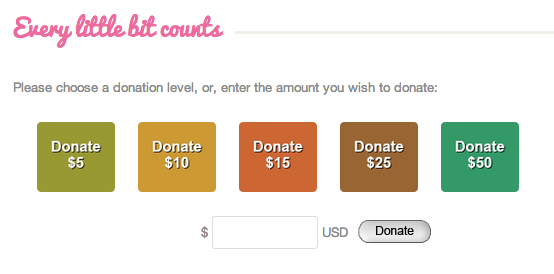 Every little bit counts
Please choose a donation level, or, enter the amount you wish to donate:
Donate
$5
Donate
$10
Donate
$15
Donate
$25
Donate
$50
$ USD Donate